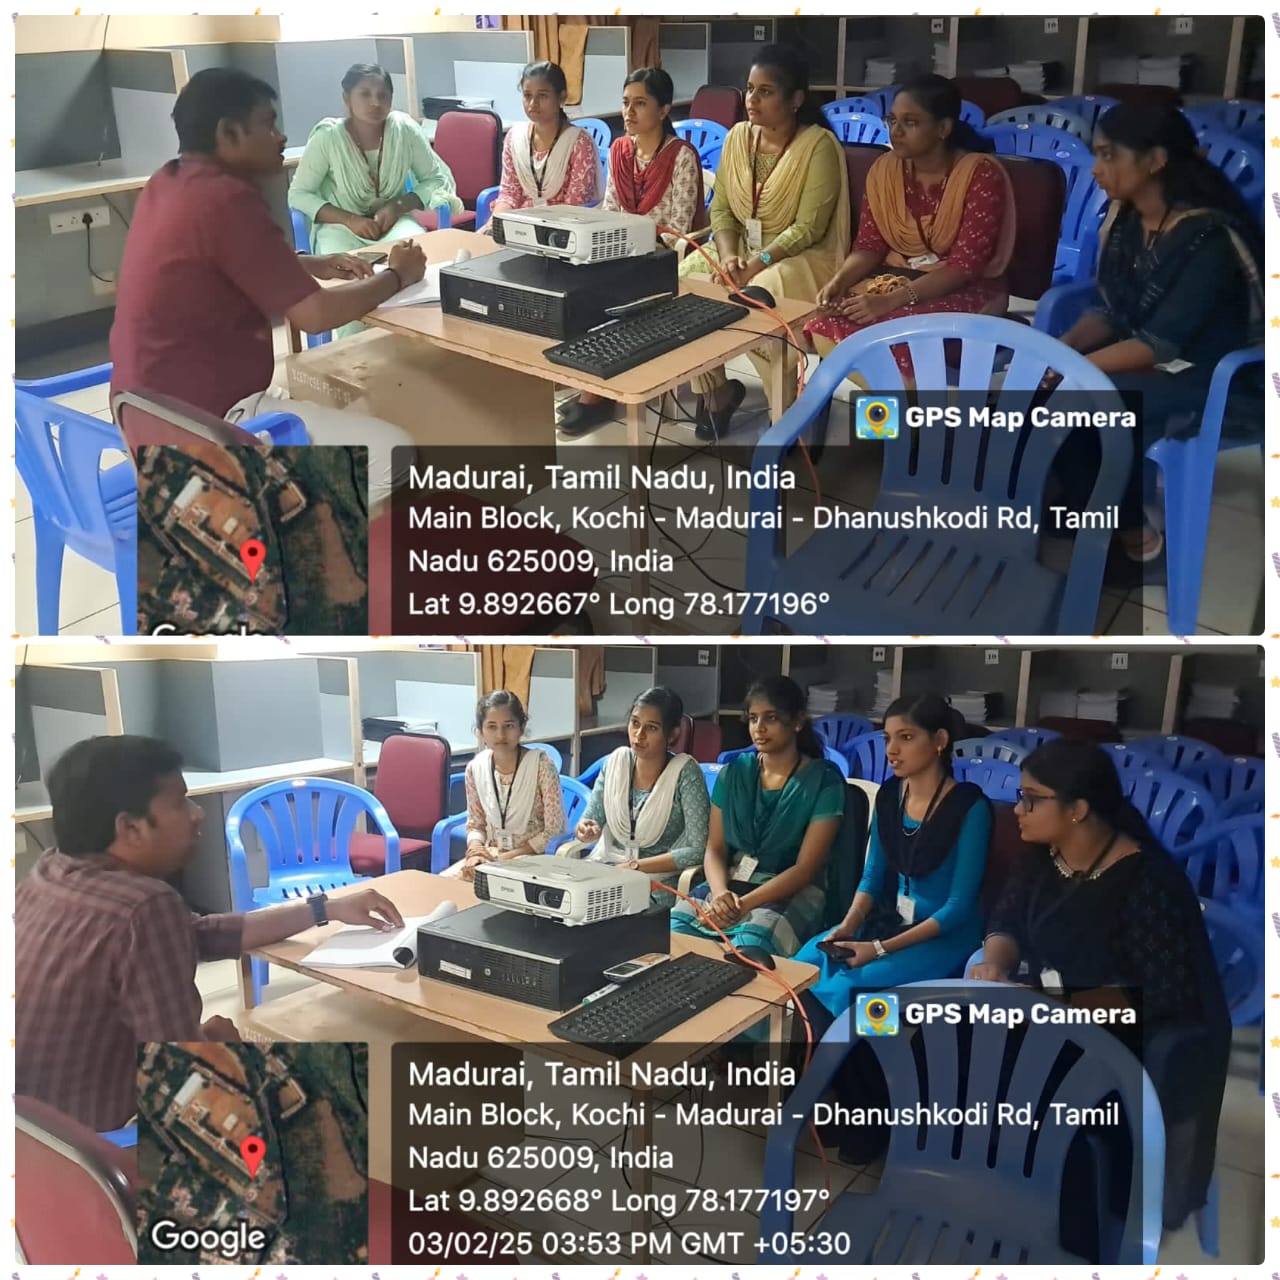 EPSON
GPS Map Camera
Madurai, Tamil Nadu, India
Main Block, Kochi - Madurai - Dhanushkodi Rd, Tamil
Nadu 625009, India
Lat 9.892667° Long 78.177196°
Google
EPSON
GPS Map Camera
Madurai, Tamil Nadu, India
Main Block, Kochi - Madurai - Dhanushkodi Rd, Tamil
Nadu 625009, India
Lat 9.892668° Long 78.177197°
03/02/25 03:53 PM GMT +05:30
Google